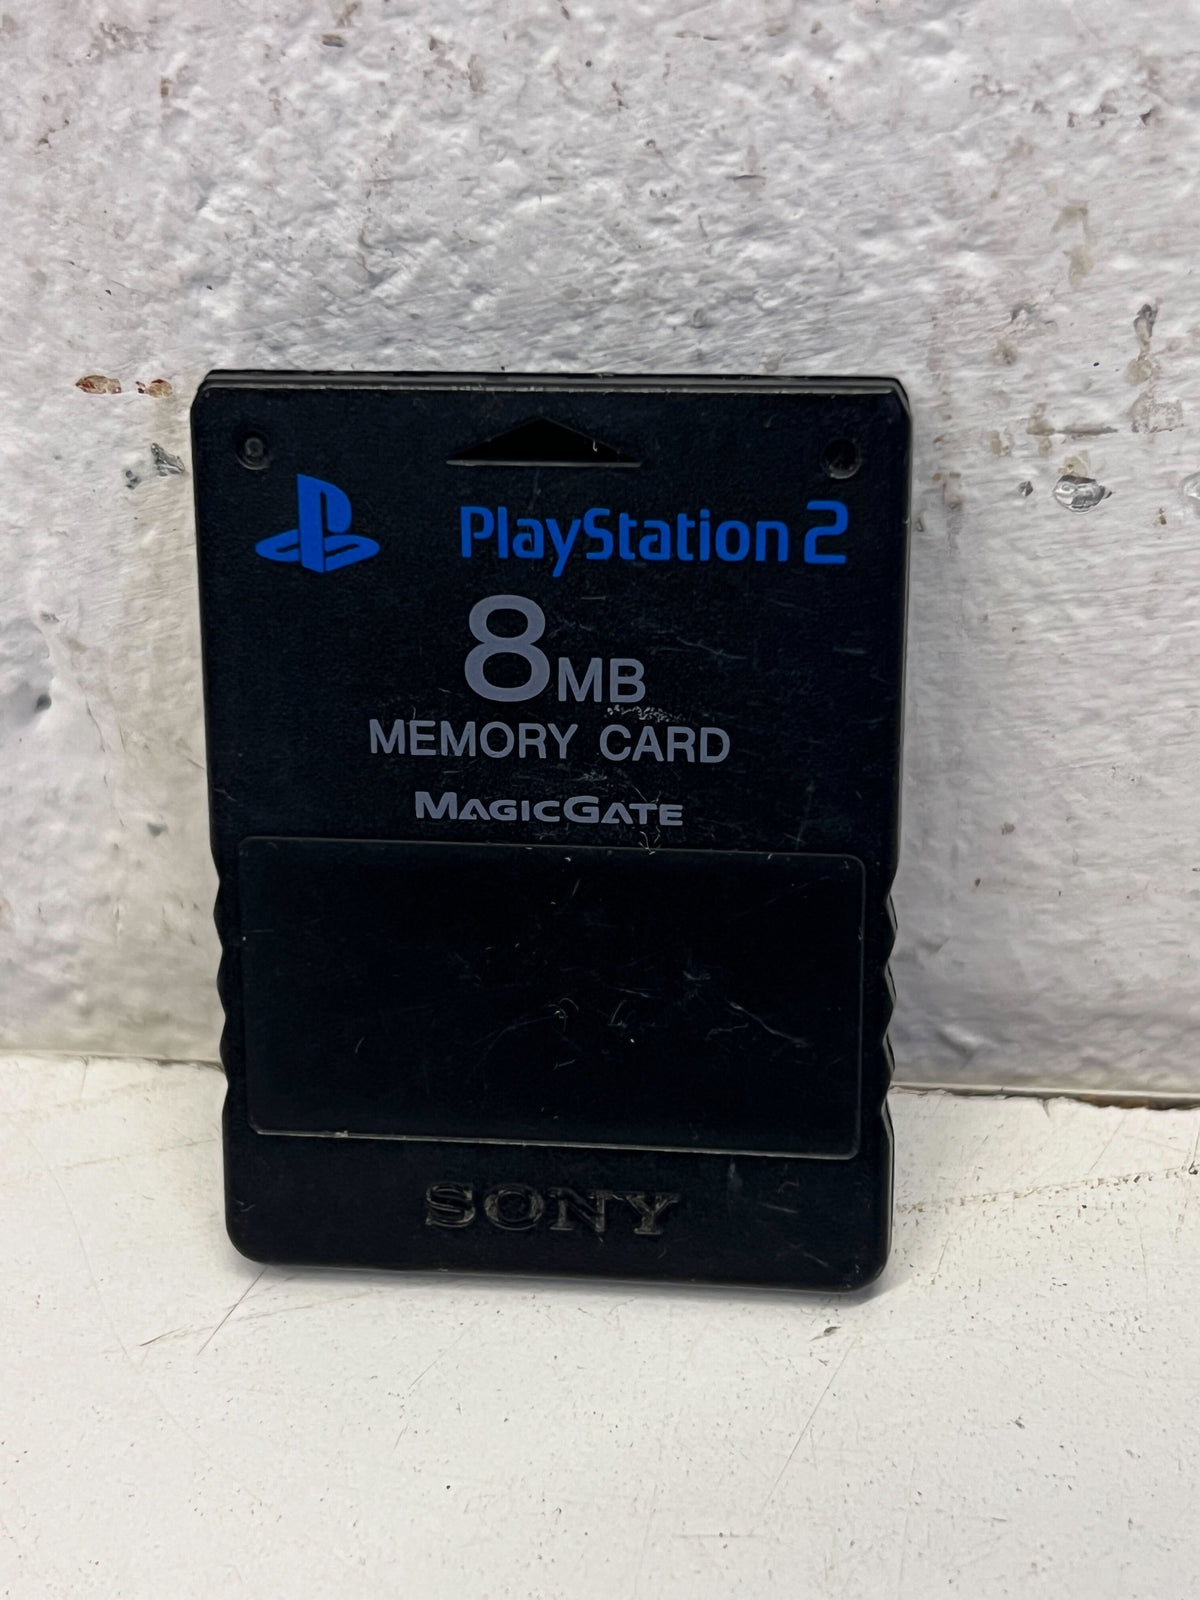 PlayStation 2
8MB
MEMORY CARD
MAGICGATE
SONY